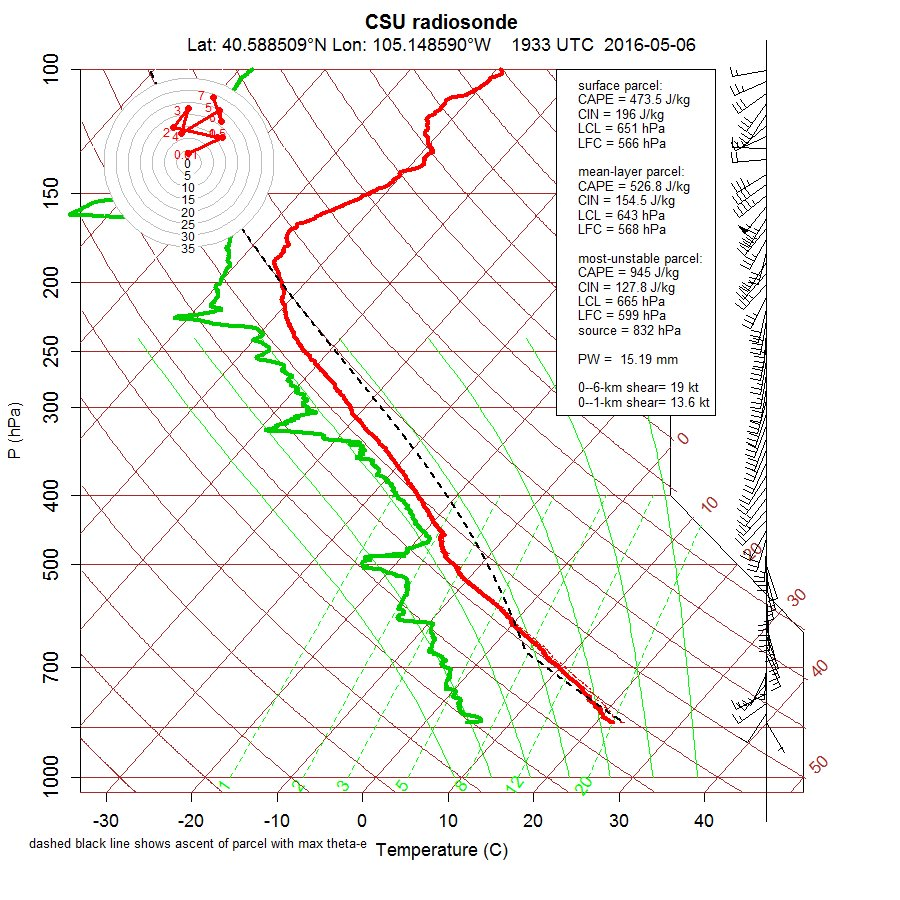 CSU radiosonde
Lat: 40.588509°N Lon: 105.148590°W 1933 UTC 2016-05-06
surface parcel:
CAPE = 473.5 J/kg
CIN = 196 J/kg
LCL = 651 hPa
LFC = 566 hPa
mean-layer parcel:
CAPE = 526.8 J/kg
CIN = 154.5 J/kg
LCL = 643 hPa
LFC = 568 hPa
most-unstable parcel:
CAPE = 945 J/kg
CIN = 127.8 J/kg
LCL = 665 hPa
LFC = 599 hPa
source = 832 hPa
PW = 15.19 mm
0--6-km shear= 19 kt
0--1-km shear= 13.6 kt
7
3
5
6
2
4
0
5
10
15
20
25
30
35
P (hPa)
100
150
200
250
300
400
500
700
1000
0
10
20
30
40
50
1
2
3
5
8
12
20
-30
-20
-10
0
10
20
30
40
Temperature (C)
dashed black line shows ascent of parcel with max theta-e